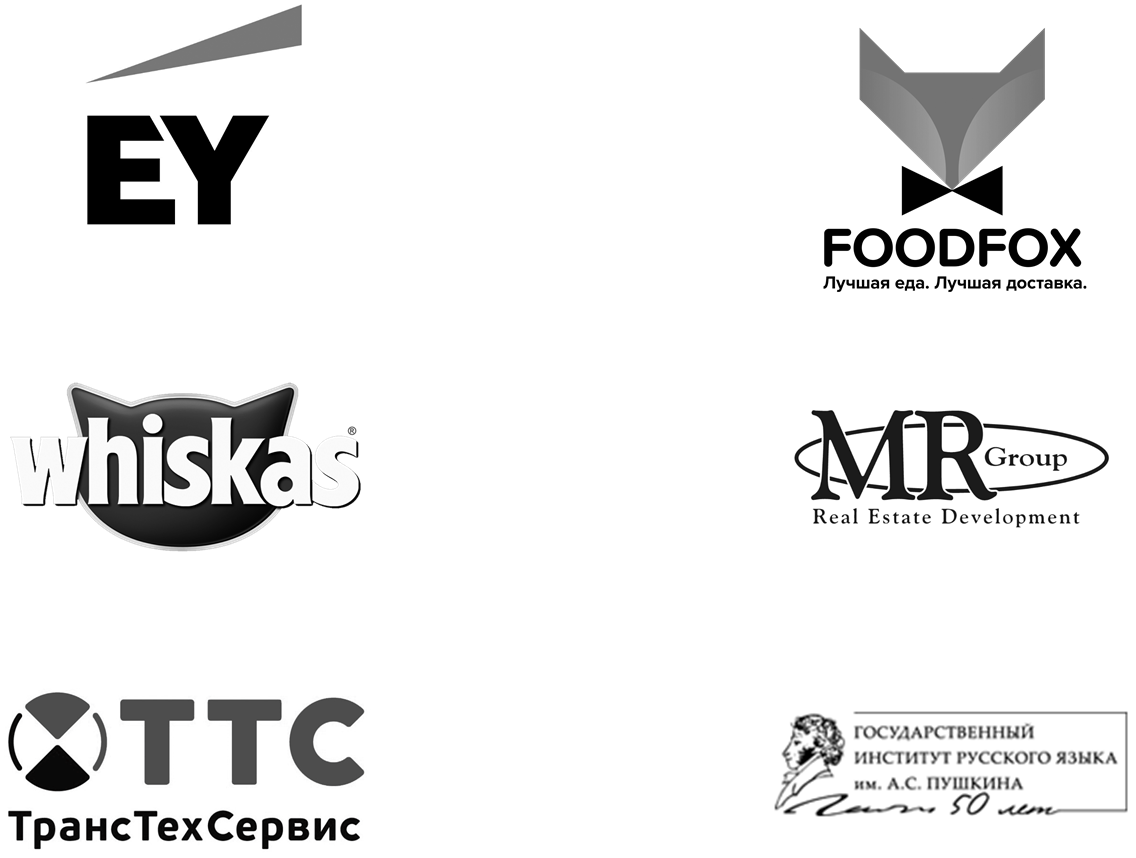 EY
FOODFOX
Лучшая еда. Лучшая доставка.
whiskas®
MR Group
Real Estate Development
ТТС
ТрансТехСервис
ГОСУДАРСТВЕННЫЙ
ИНСТИТУТ РУССКОГО ЯЗЫКА
им. А.С. ПУШКИНА
50 лет